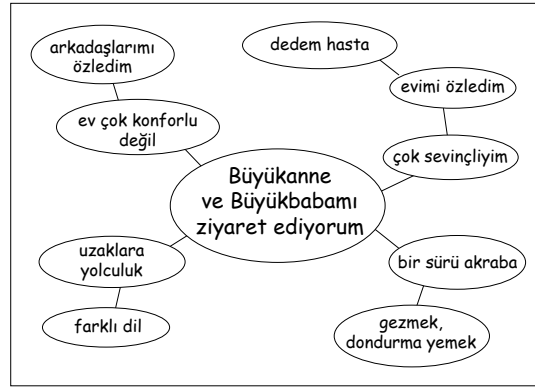 arkadaşlarımı
özledim
ev çok konforlu
değil
dedem hasta
evimi özledim
çok sevinçliyim
Büyükanne
ve Büyükbabamı
ziyaret ediyorum
uzaklara
yolculuk
farklı dil
bir sürü akraba
gezmek,
dondurma yemek